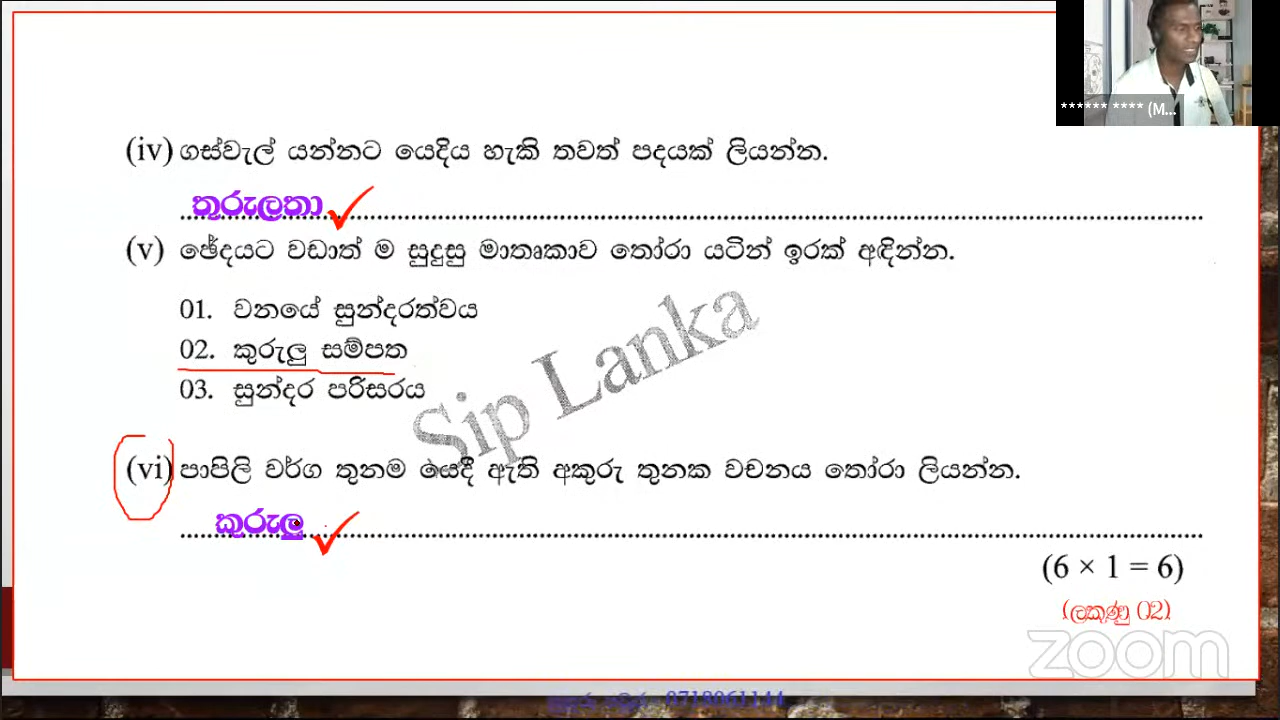 ****** **** (M...
(iv) ගස්වැල් යන්නට යෙදිය හැකි තවත් පදයක් ලියන්න.
තුරුලතා
(v) ඡේදයට වඩාත් ම සුදුසු මාතෘකාව තෝරා යටින් ඉරක් අඳින්න.
01. වනයේ සුන්දරත්වය
02. කුරුලු සම්පත
03. සුන්දර පරිසරය
Sip Lanka
(vi) පාපිලි වර්ග තුනම යෙදී ඇති අකුරු තුනක වචනය තෝරා ලියන්න.
කුරුලු
(6 × 1 = 6)
(ලකුණු 02)
zoom
0718061144